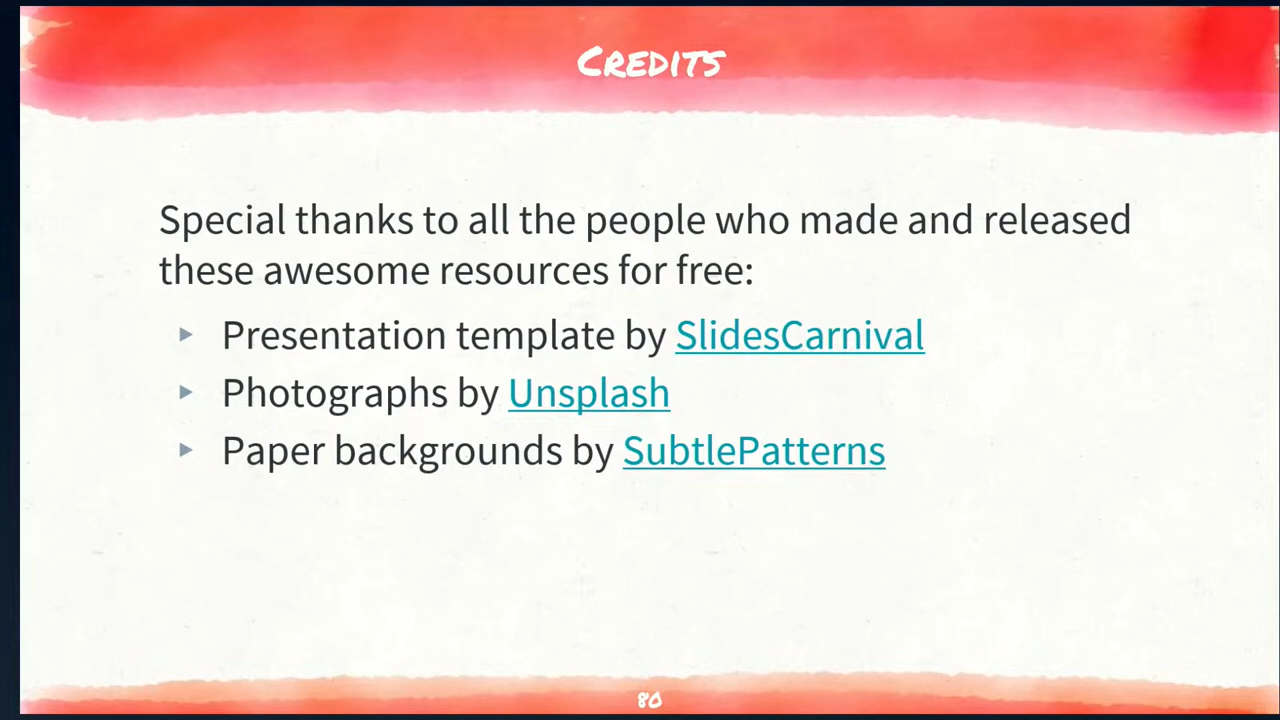 Credits
Special thanks to all the people who made and released
these awesome resources for free:
▸ Presentation template by SlidesCarnival
▸ Photographs by Unsplash
▸ Paper backgrounds by SubtlePatterns
80